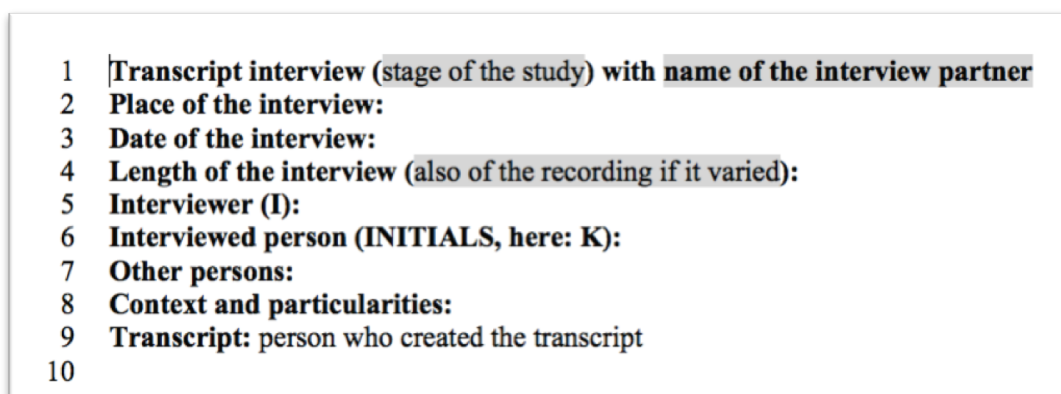 1 Transcript interview (stage of the study) with name of the interview partner
2 Place of the interview:
3 Date of the interview:
4 Length of the interview (also of the recording if it varied):
5 Interviewer (I):
6 Interviewed person (INITIALS, here: K):
7 Other persons:
8 Context and particularities:
9 Transcript: person who created the transcript
10